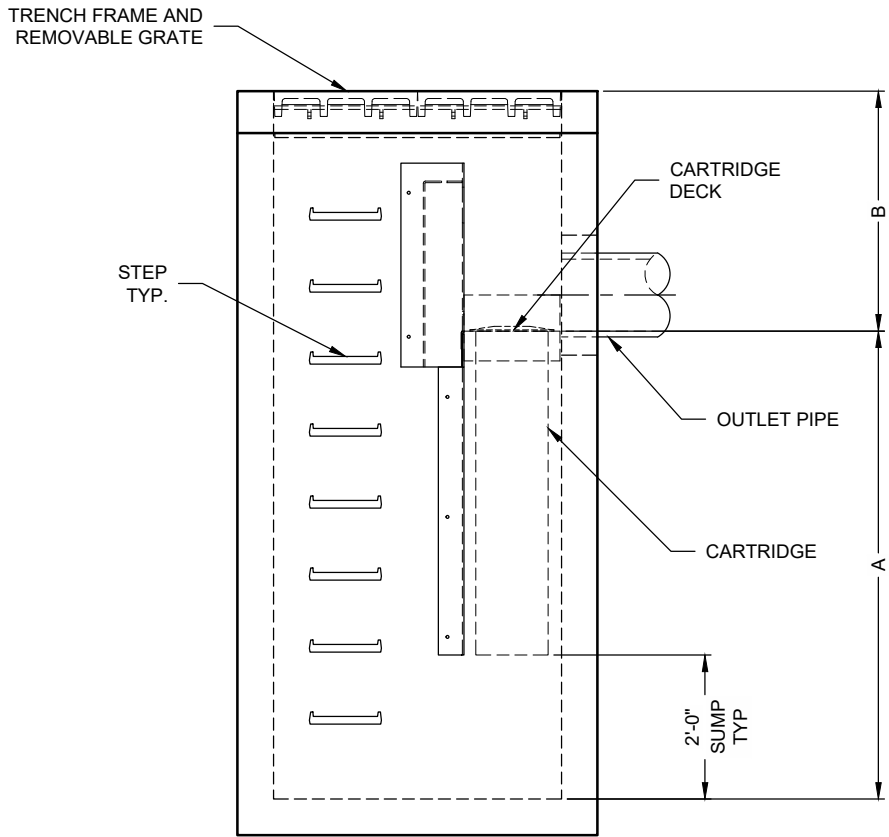 TRENCH FRAME AND
REMOVABLE GRATE
CARTRIDGE
DECK
B
STEP
TYP.
OUTLET PIPE
CARTRIDGE
A
2'-0"
SUMP
TYP